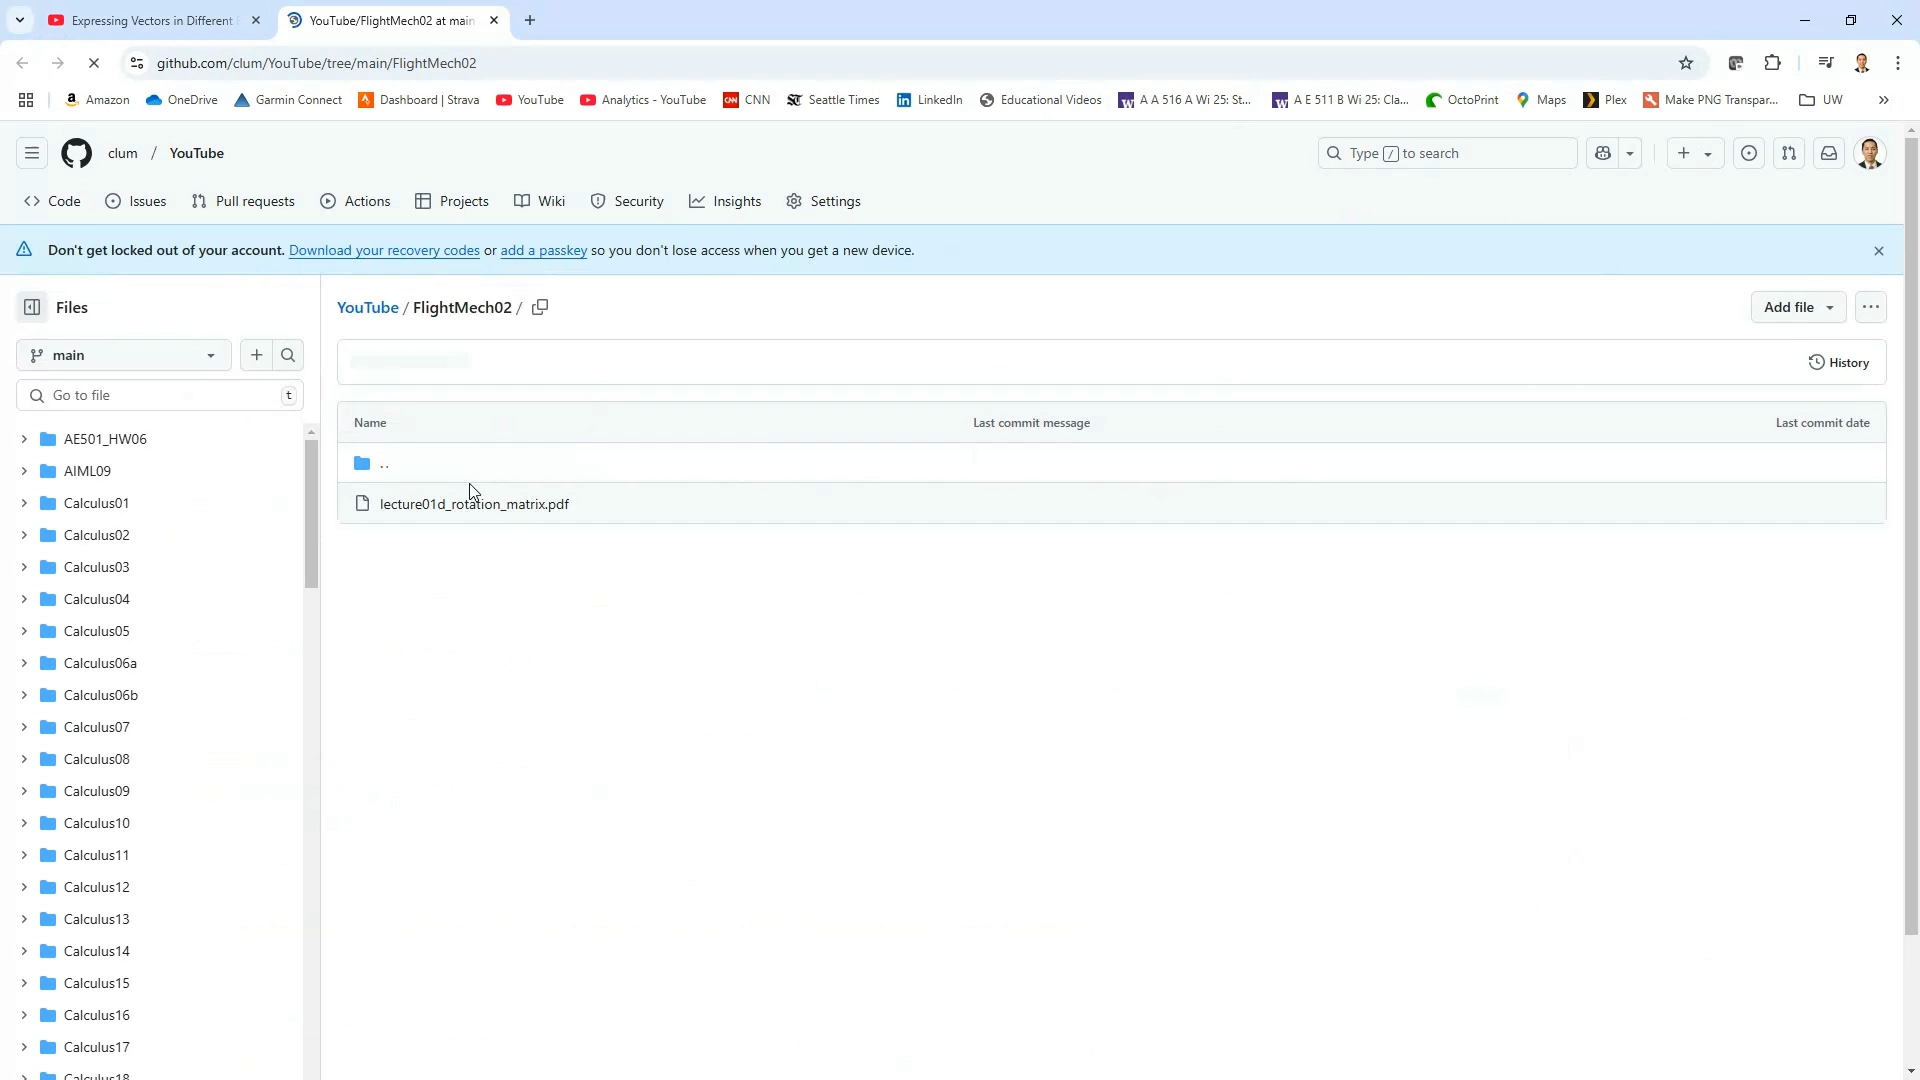 Expressing Vectors in Different
YouTube/FlightMech02 at main
github.com/clum/YouTube/tree/main/FlightMech02
Amazon
OneDrive
Garmin Connect
Dashboard | Strava
YouTube
Analytics - YouTube
CNN
Seattle Times
LinkedIn
Educational Videos
A A 516 A Wi 25: St...
A E 511 B Wi 25: Cla...
OctoPrint
Maps
Plex
Make PNG Transpar...
UW
clum / YouTube
Type / to search
Code
Issues
Pull requests
Actions
Projects
Wiki
Security
Insights
Settings
Don't get locked out of your account. Download your recovery codes or add a passkey so you don't lose access when you get a new device.
Files
YouTube / FlightMech02 /
Add file
main
History
Go to file
t
Name
Last commit message
Last commit date
..
lecture01d_rotation_matrix.pdf
AE501_HW06
AIML09
Calculus01
Calculus02
Calculus03
Calculus04
Calculus05
Calculus06a
Calculus06b
Calculus07
Calculus08
Calculus09
Calculus10
Calculus11
Calculus12
Calculus13
Calculus14
Calculus15
Calculus16
Calculus17
Calculus18